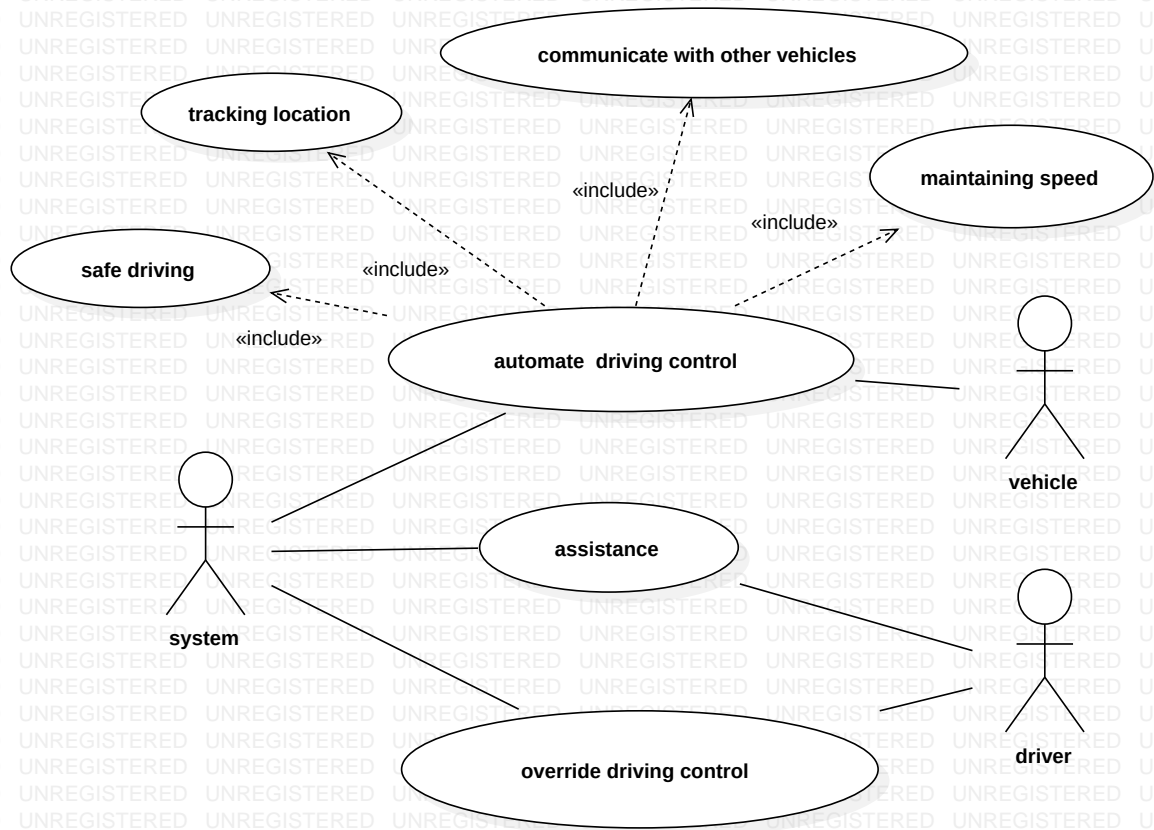 communicate with other vehicles
tracking location
maintaining speed
«include»
«include»
safe driving
«include»
«include»
automate  driving control
vehicle
assistance
system
driver
override driving control
UNREGISTERED